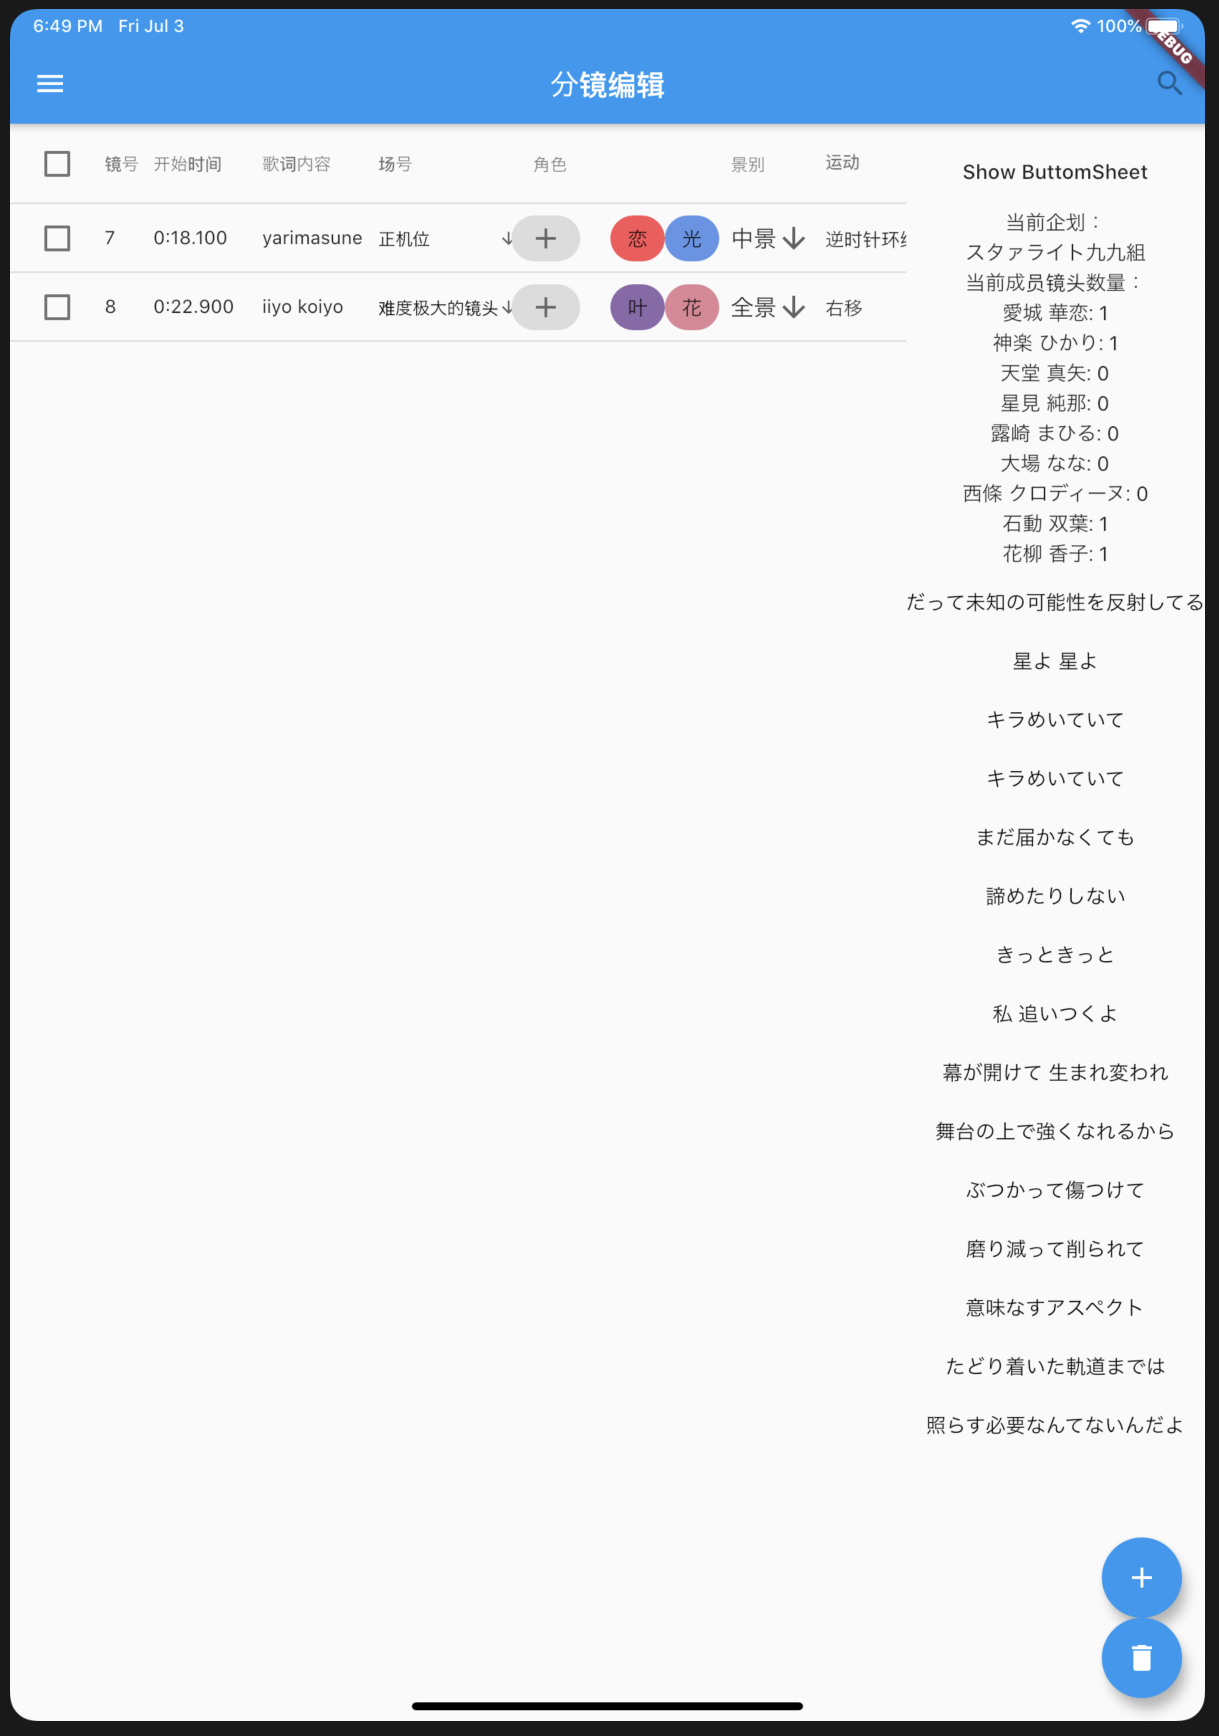 6:49 PM Fri Jul 3 100%
EBUG
分镜编辑
镜号 开始时间 歌词内容 场号 角色 景别 运动
7 0:18.100 yarimasune 正机位 恋 光 中景 逆时针环
8 0:22.900 iiyo koiyo 难度极大的镜头 叶 花 全景 右移
Show ButtomSheet
当前企划：
スタァライト九九組
当前成员镜头数量：
愛城 華恋: 1
神楽 ひかり: 1
天堂 真矢: 0
星見 純那: 0
露崎 まひる: 0
大場 なな: 0
西條 クロディーヌ: 0
石動 双葉: 1
花柳 香子: 1
だって未知の可能性を反射してる
星よ 星よ
キラめいていて
キラめいていて
まだ届かなくても
諦めたりしない
きっときっと
私 追いつくよ
幕が開けて 生まれ変われ
舞台の上で強くなれるから
ぶつかって傷つけて
磨り減って削られて
意味なすアスペクト
たどり着いた軌道までは
照らす必要なんてないんだよ